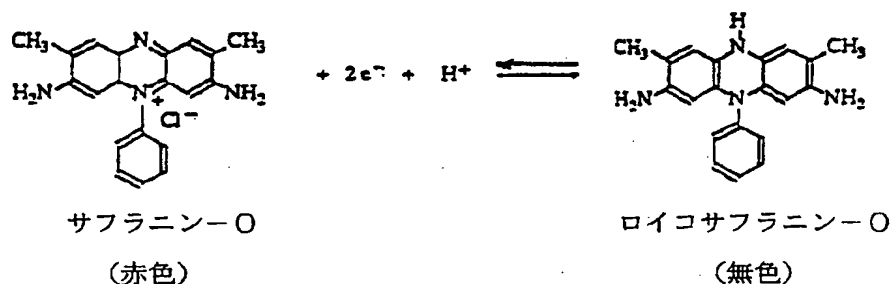 CH₃ N CH₃ + 2e⁻ + H⁺ ⇌ CH₃ H N CH₃
H₂N N + NH₂ H₂N N NH₂
Cl⁻
サフラニン－O ロイコサフラニン－O
(赤色) (無色)